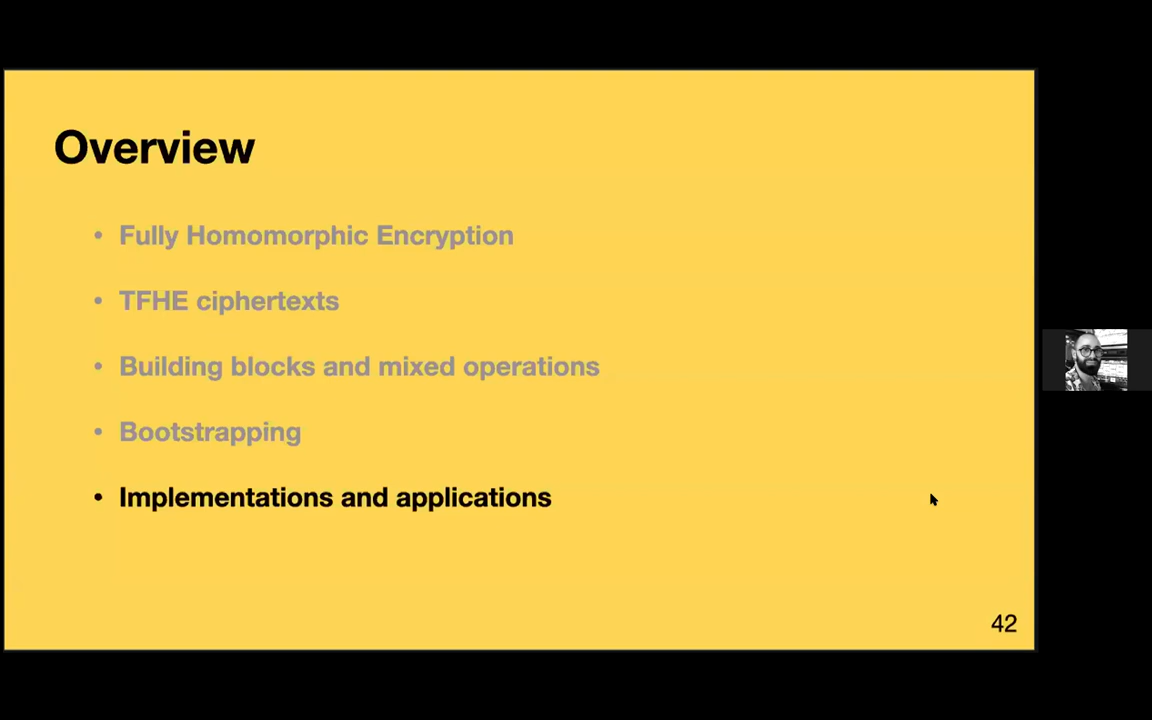 Overview
• Fully Homomorphic Encryption
• TFHE ciphertexts
• Building blocks and mixed operations
• Bootstrapping
• Implementations and applications
42